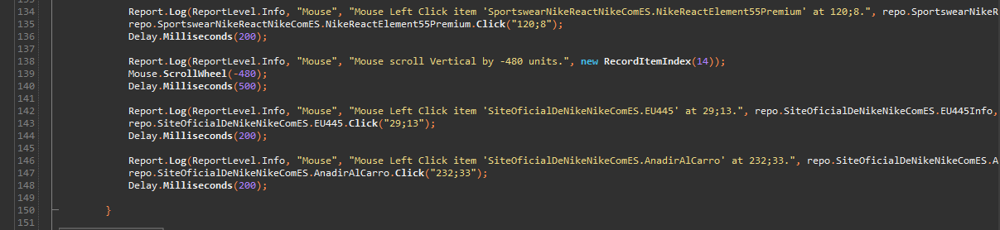 134 Report.Log(ReportLevel.Info, "Mouse", "Mouse Left Click item 'SportswearNikeReactNikeComES.NikeReactElement55Premium' at 120;8.", repo.SportswearNikeR
135 repo.SportswearNikeReactNikeComES.NikeReactElement55Premium.Click("120;8");
136 Delay.Milliseconds(200);
137
138 Report.Log(ReportLevel.Info, "Mouse", "Mouse scroll Vertical by -480 units.", new RecordItemIndex(14));
139 Mouse.ScrollWheel(-480);
140 Delay.Milliseconds(500);
141
142 Report.Log(ReportLevel.Info, "Mouse", "Mouse Left Click item 'SiteOficialDeNikeNikeComES.EU445' at 29;13.", repo.SiteOficialDeNikeNikeComES.EU445Info,
143 repo.SiteOficialDeNikeNikeComES.EU445.Click("29;13");
144 Delay.Milliseconds(200);
145
146 Report.Log(ReportLevel.Info, "Mouse", "Mouse Left Click item 'SiteOficialDeNikeNikeComES.AnadirAlCarro' at 232;33.", repo.SiteOficialDeNikeNikeComES.A
147 repo.SiteOficialDeNikeNikeComES.AnadirAlCarro.Click("232;33");
148 Delay.Milliseconds(200);
149
150 }
151